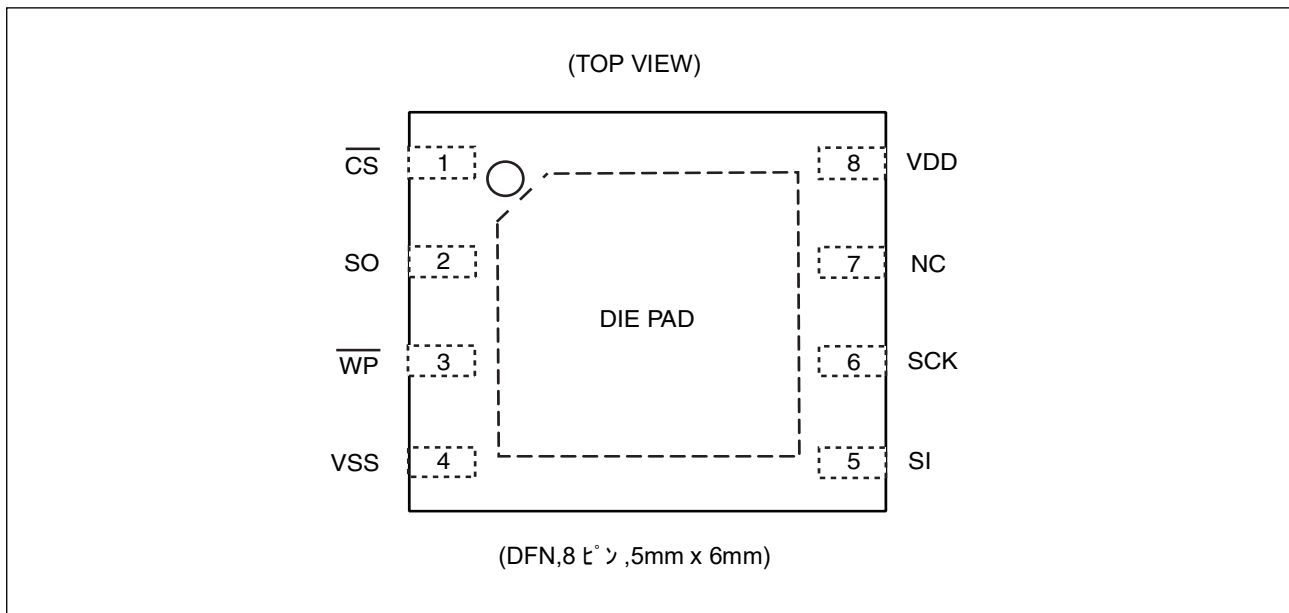 (TOP VIEW)
CS 1 8 VDD
SO 2 7 NC
DIE PAD
WP 3 6 SCK
VSS 4 5 SI
(DFN,8 ピン ,5mm x 6mm)